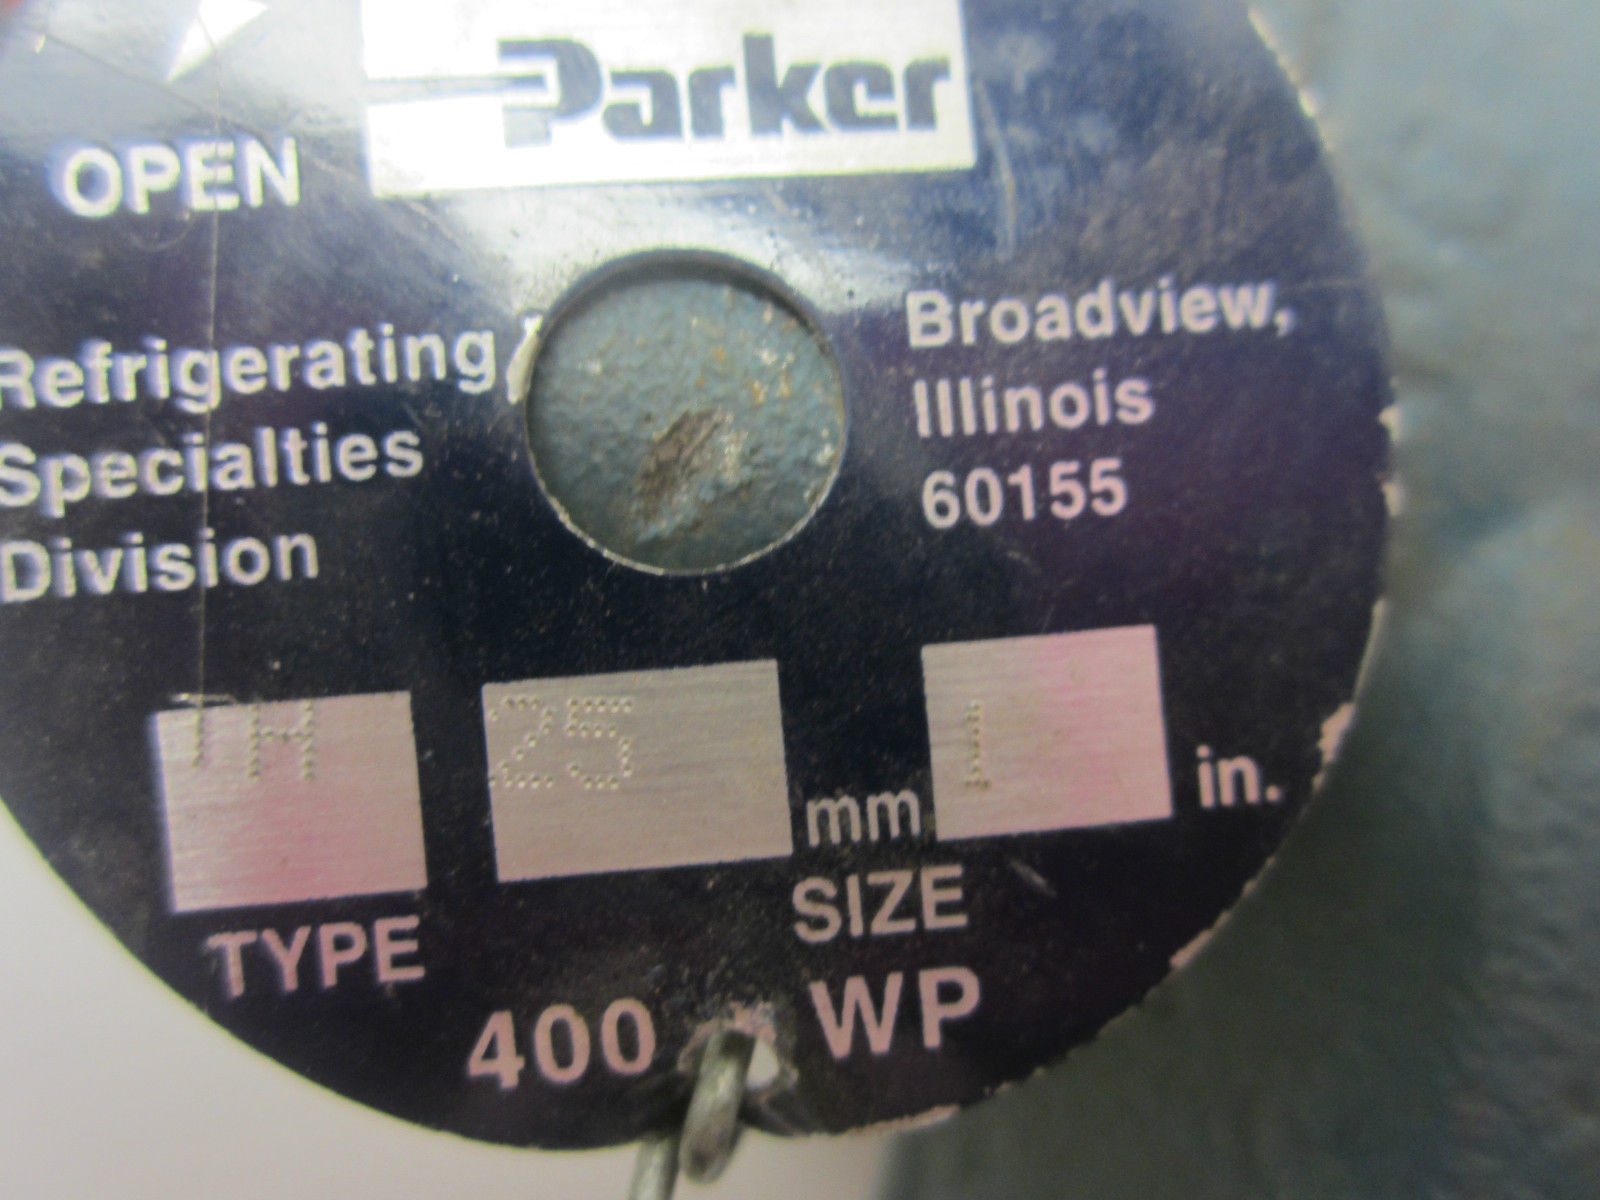 Parker
OPEN
Refrigerating
Specialties
Division
Broadview,
Illinois
60155
25
mm
1
in.
TYPE
SIZE
400 WP